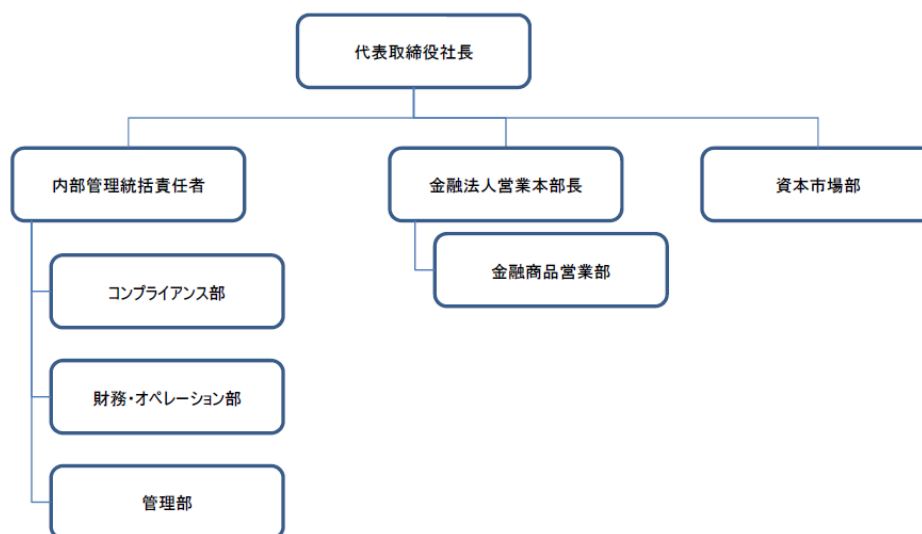 代表取締役社長
内部管理統括責任者
金融法人営業本部長
資本市場部
金融商品営業部
コンプライアンス部
財務・オペレーション部
管理部